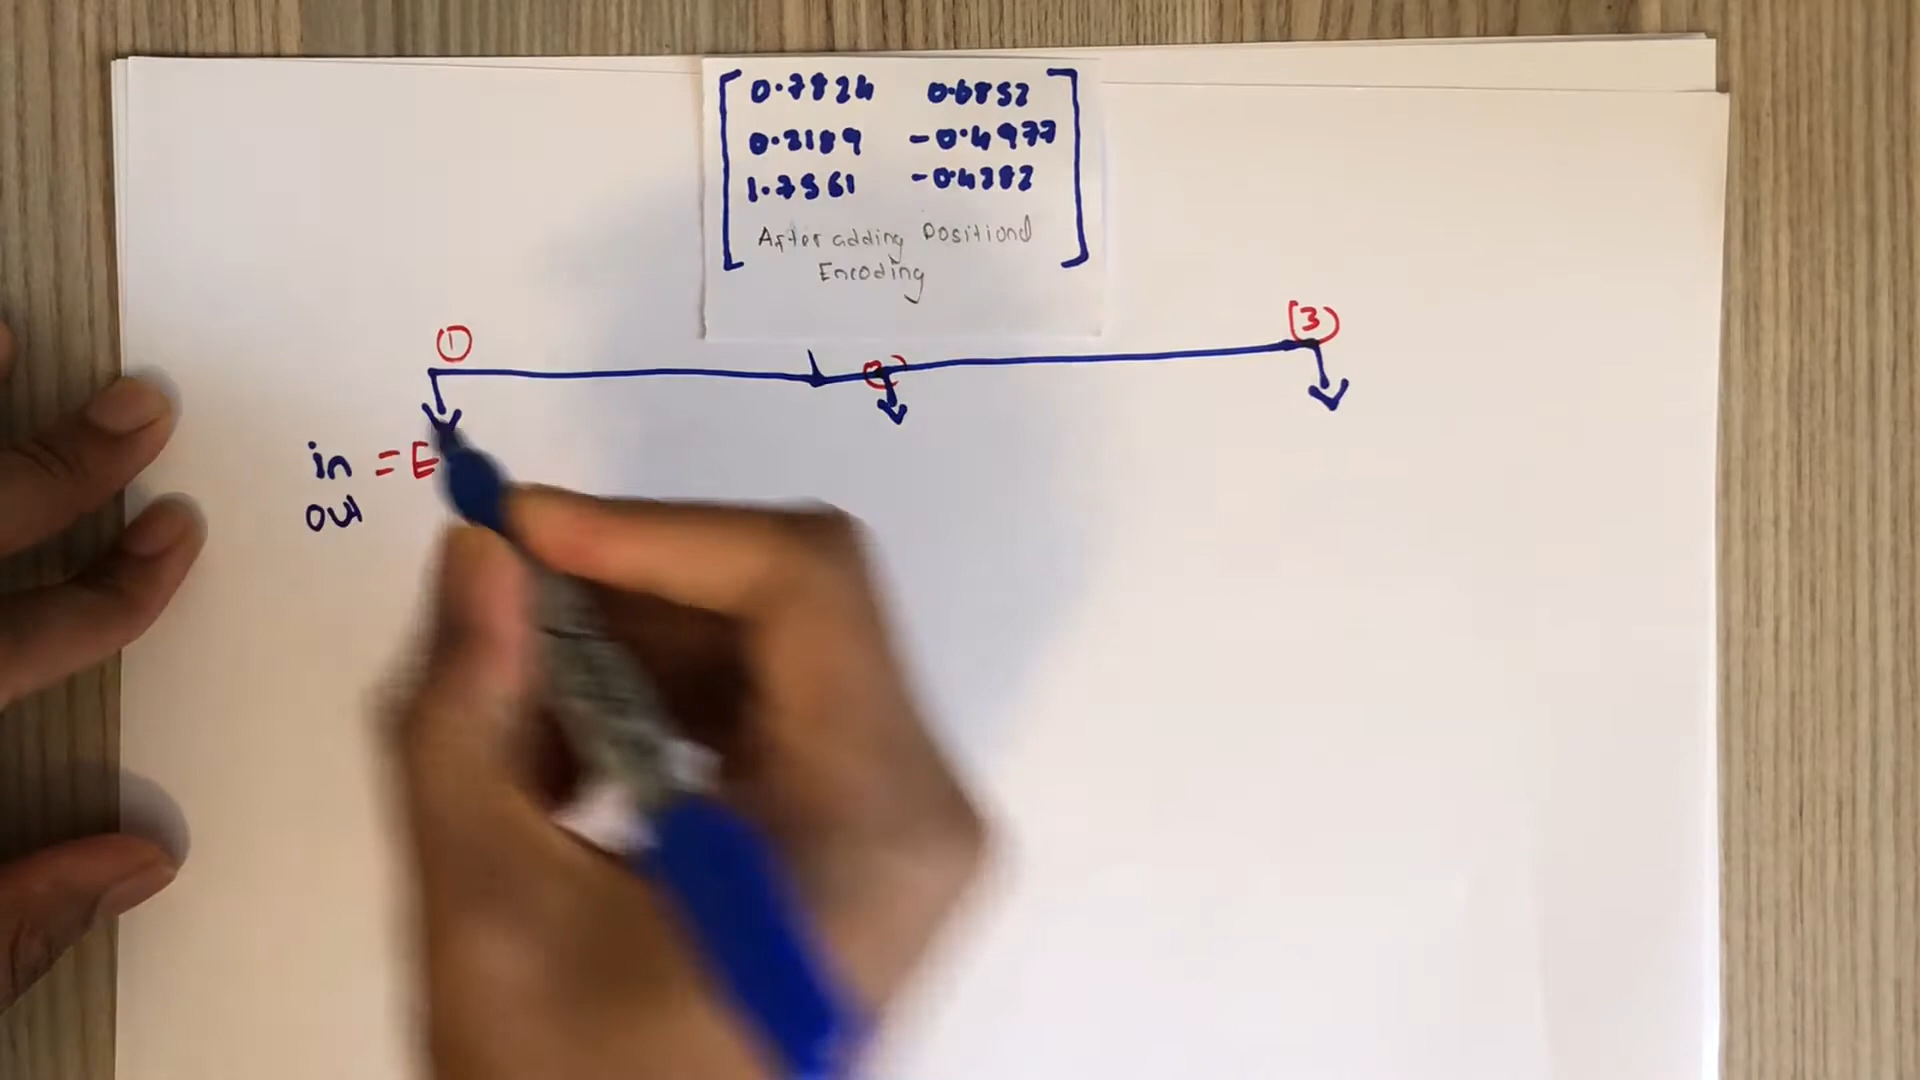 0.7824 0.6852
0.2189 -0.4977
1.7561 -0.4282
After adding Positional
Encoding
(1)
(3)
in = E
out